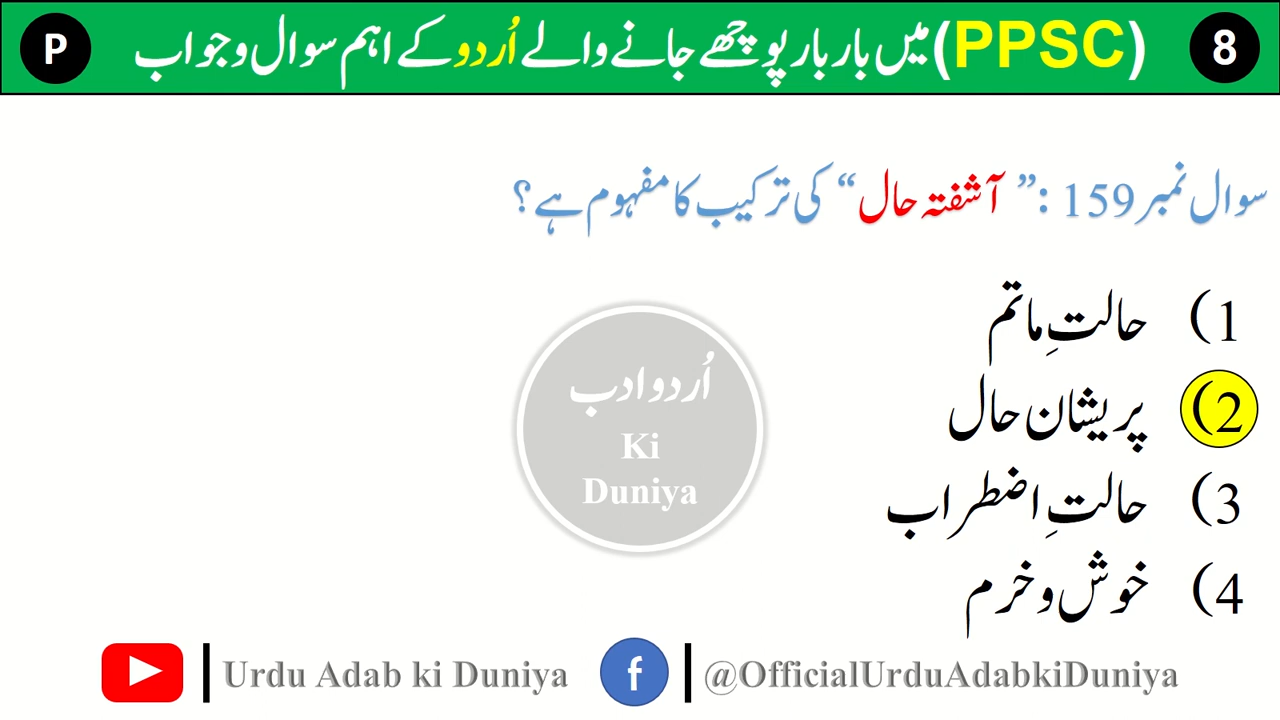 8
(PPSC) میں بار بار پوچھے جانے والے اُردو کے اہم سوال و جواب
P
سوال نمبر 159 : ” آشفتہ حال “ کی ترکیب کا مفہوم ہے ؟
1) حالتِ ماتم
2) پریشان حال
3) حالتِ اضطراب
4) خوش و خرم
اُردو ادب
Ki
Duniya
Urdu Adab ki Duniya
f
@OfficialUrduAdabkiDuniya